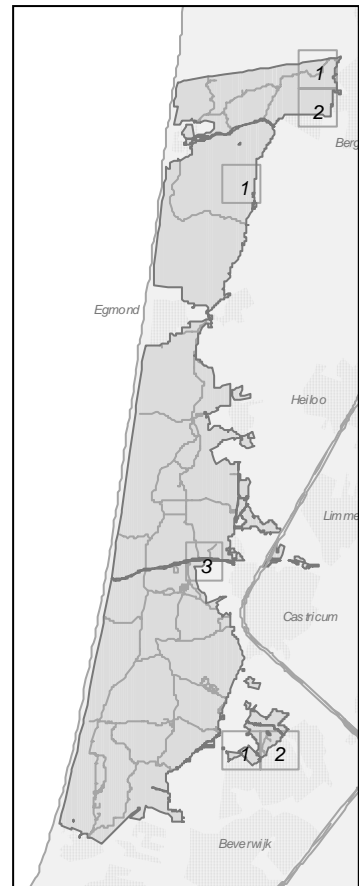 1
2
Berg
1
Egmond
Heiloo
Limme
3
Castricum
1
2
Beverwijk